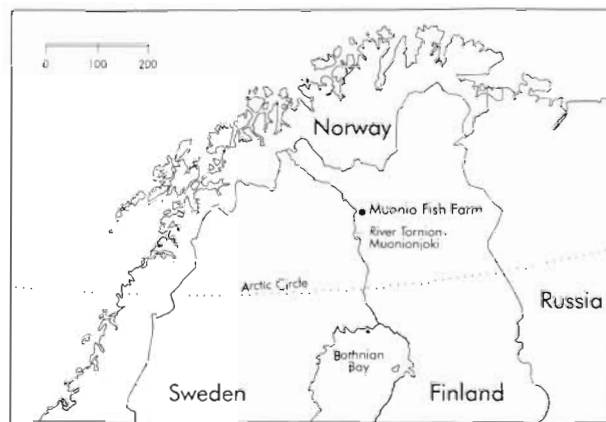 0 100 200
Norway
Muonio Fish Farm
River Tornion-
Muonionjoki
Arctic Circle
Russia
Bothnian
Bay
Sweden
Finland